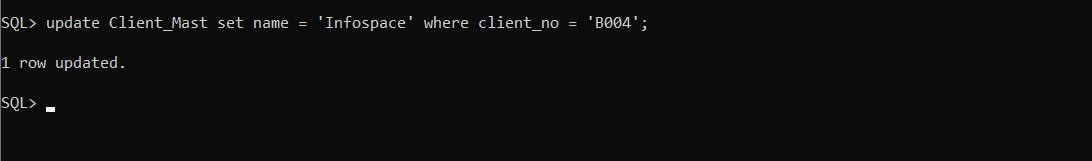 SQL> update Client_Mast set name = 'Infospace' where client_no = 'B004';
1 row updated.
SQL>